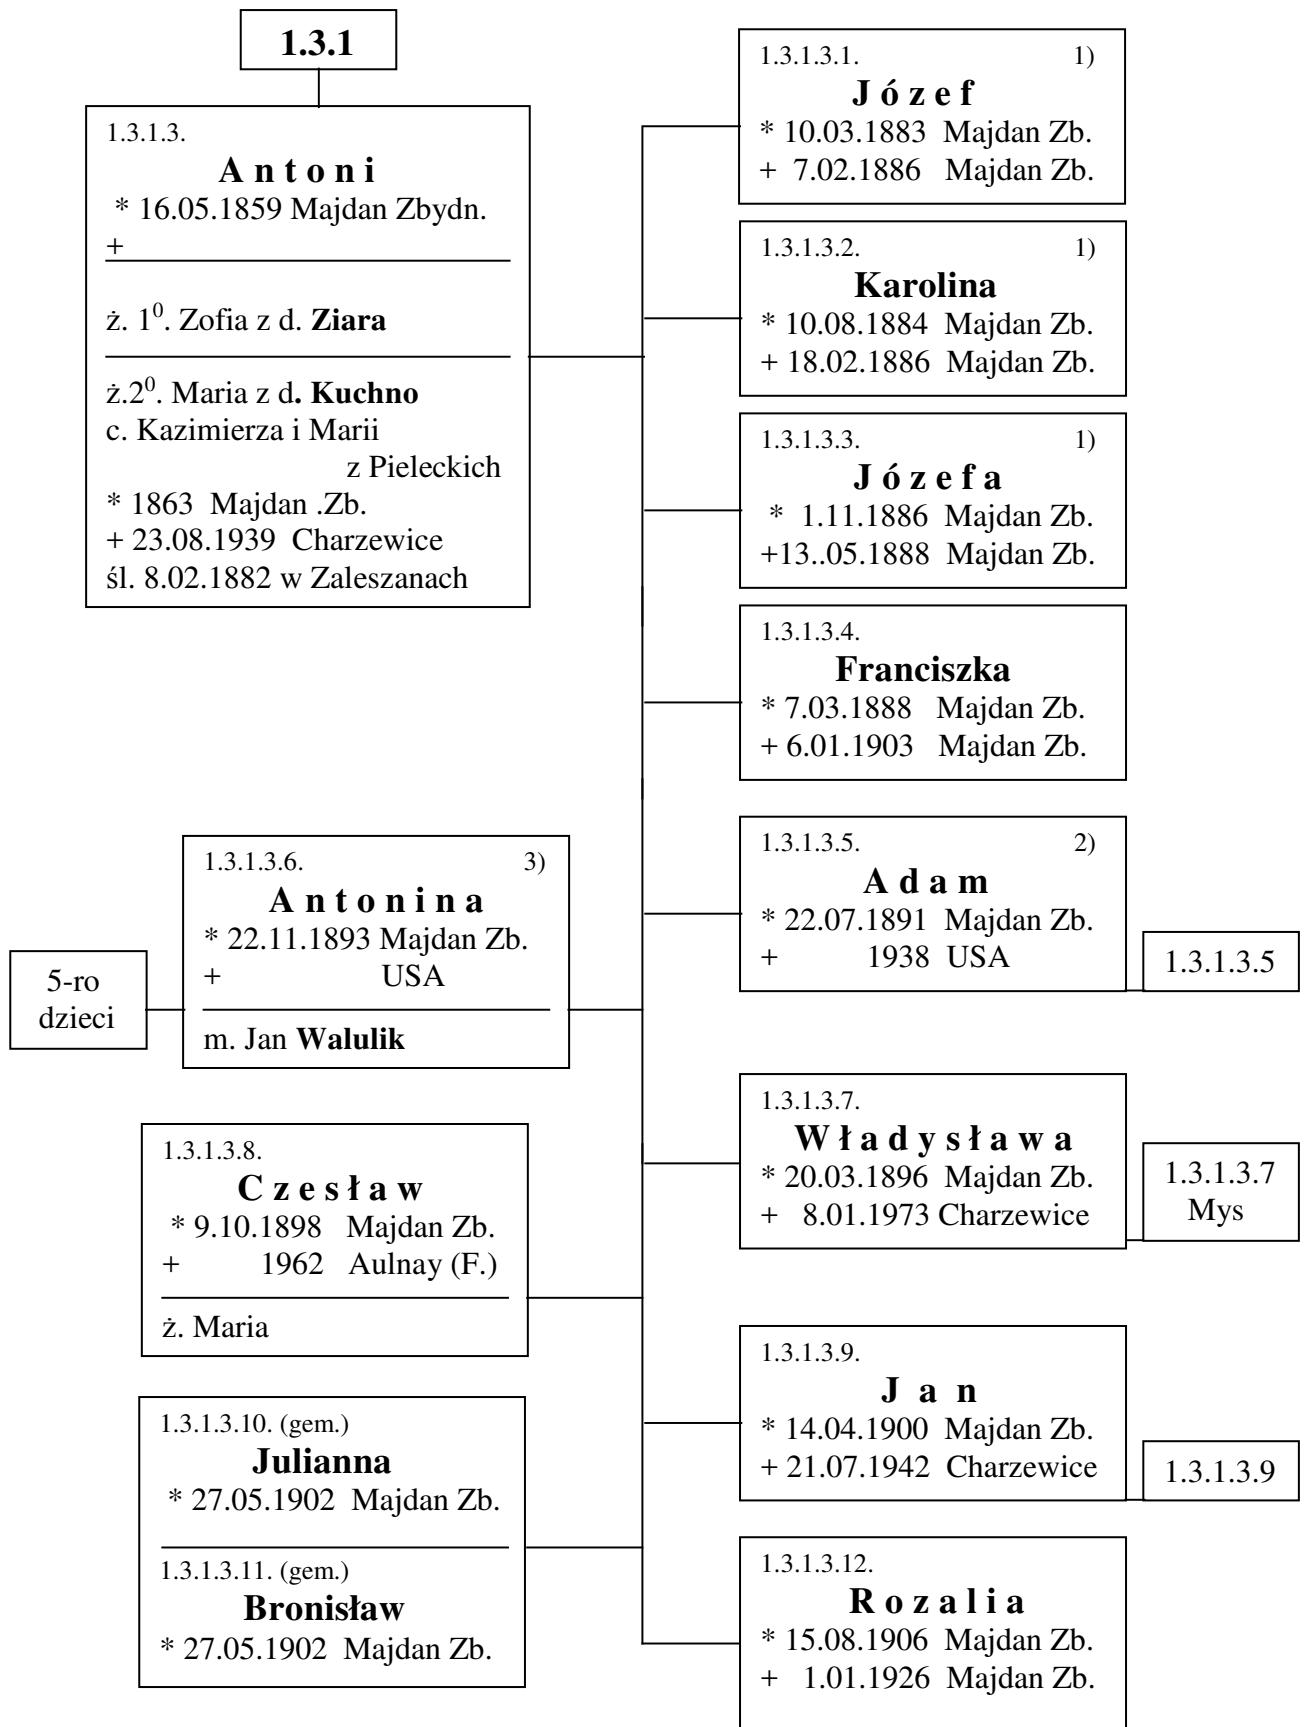 1.3.1
1.3.1.3.
A n t o n i
* 16.05.1859 Majdan Zbydn.
+
ż. 1⁰. Zofia z d. Ziara
ż.2⁰. Maria z d. Kuchno
c. Kazimierza i Marii
z Pieleckich
* 1863 Majdan .Zb.
+ 23.08.1939 Charzewice
śl. 8.02.1882 w Zaleszanach
1.3.1.3.1. 1)
J ó z e f
* 10.03.1883 Majdan Zb.
+ 7.02.1886 Majdan Zb.
1.3.1.3.2. 1)
Karolina
* 10.08.1884 Majdan Zb.
+ 18.02.1886 Majdan Zb.
1.3.1.3.3. 1)
J ó z e f a
* 1.11.1886 Majdan Zb.
+13..05.1888 Majdan Zb.
1.3.1.3.4.
Franciszka
* 7.03.1888 Majdan Zb.
+ 6.01.1903 Majdan Zb.
1.3.1.3.5. 2)
A d a m
* 22.07.1891 Majdan Zb.
+ 1938 USA
1.3.1.3.5
1.3.1.3.6. 3)
A n t o n i n a
* 22.11.1893 Majdan Zb.
+ USA
m. Jan Walulik
5-ro
dzieci
1.3.1.3.7.
W ł a d y s ł a w a
* 20.03.1896 Majdan Zb.
+ 8.01.1973 Charzewice
1.3.1.3.7
Mys
1.3.1.3.8.
C z e s ł a w
* 9.10.1898 Majdan Zb.
+ 1962 Aulnay (F.)
ż. Maria
1.3.1.3.9.
J a n
* 14.04.1900 Majdan Zb.
+ 21.07.1942 Charzewice
1.3.1.3.9
1.3.1.3.10. (gem.)
Julianna
* 27.05.1902 Majdan Zb.
1.3.1.3.11. (gem.)
Bronisław
* 27.05.1902 Majdan Zb.
1.3.1.3.12.
R o z a l i a
* 15.08.1906 Majdan Zb.
+ 1.01.1926 Majdan Zb.